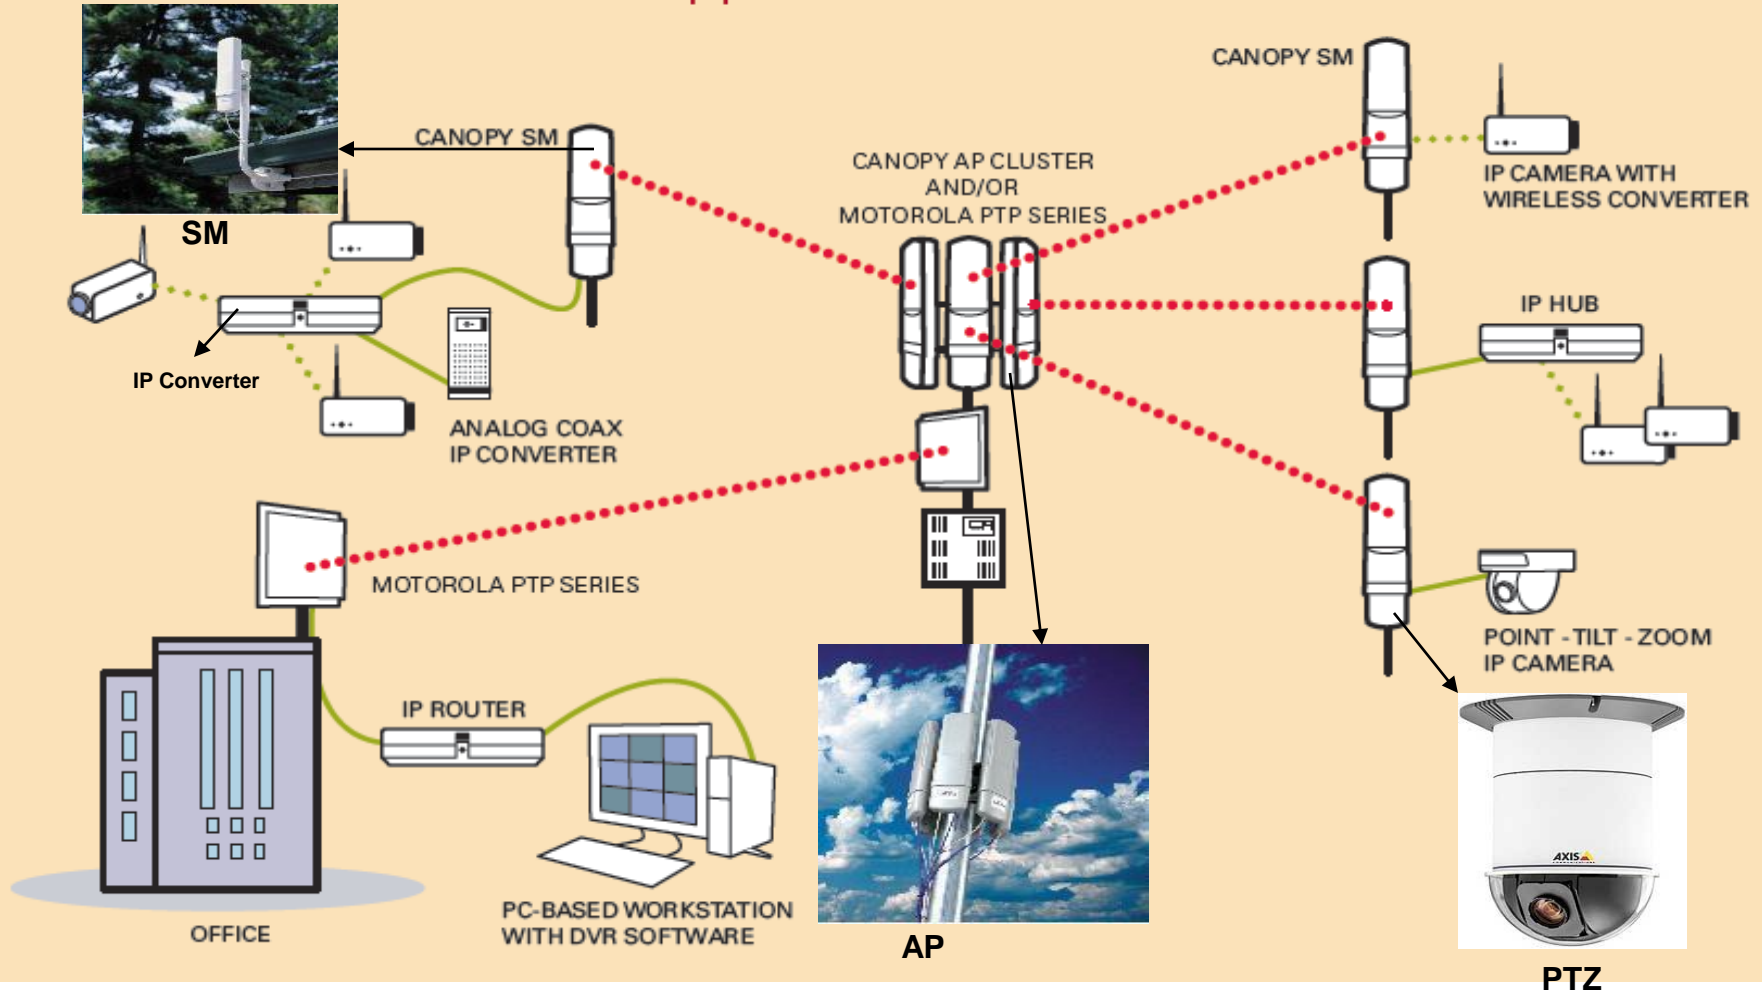 CANOPY SM
CANOPY SM
CANOPY AP CLUSTER
AND/OR
MOTOROLA PTP SERIES
IP CAMERA WITH
WIRELESS CONVERTER
SM
IP HUB
IP Converter
ANALOG COAX
IP CONVERTER
MOTOROLA PTP SERIES
POINT - TILT - ZOOM
IP CAMERA
IP ROUTER
AXIS
PC-BASED WORKSTATION
WITH DVR SOFTWARE
OFFICE
AP
PTZ